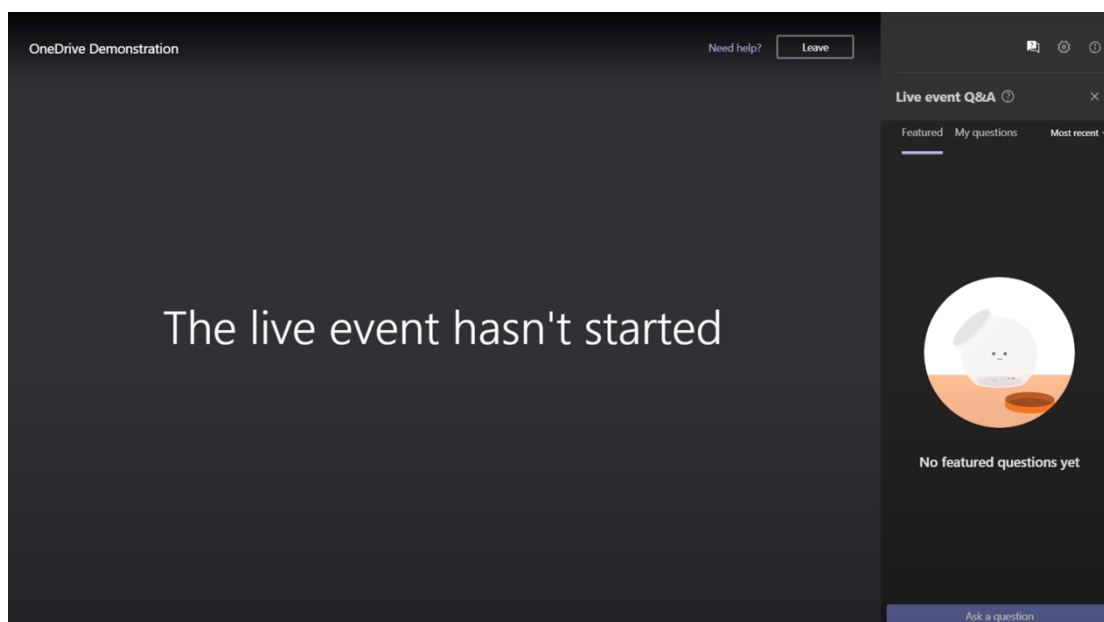 OneDrive Demonstration
Need help?
Leave
Live event Q&A
Featured
My questions
Most recent
The live event hasn't started
No featured questions yet
Ask a question